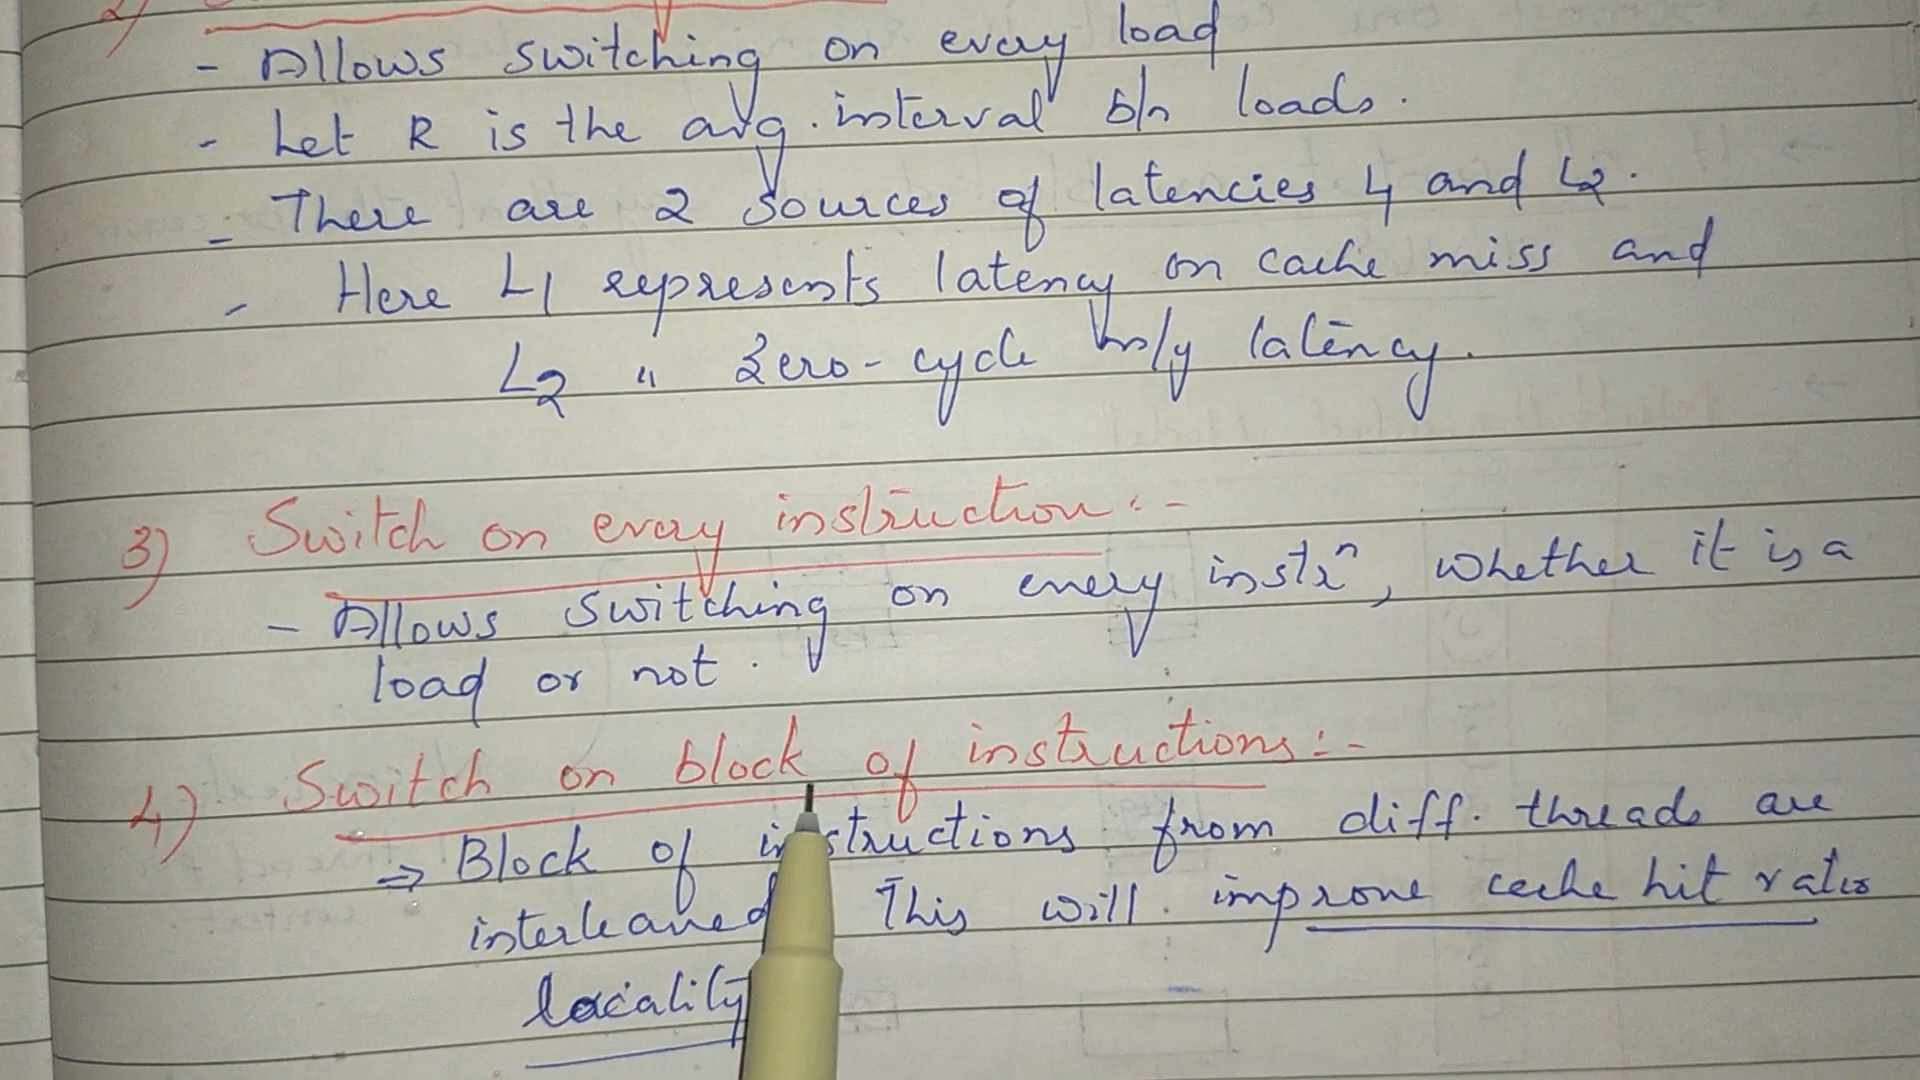 2)
- Allows switching on every load
- Let R is the avg. interval b/n loads.
- There are 2 sources of latencies L1 and L2.
- Here L1 represents latency on cache miss and
L2 " Zero-cycle latency.
3) Switch on every instruction :-
- Allows switching on every instrⁿ, whether it is a
load or not.
4) Switch on block of instructions :-
⇒ Block of instructions from diff. threads are
interleaved This will improve cache hit ratio
locality